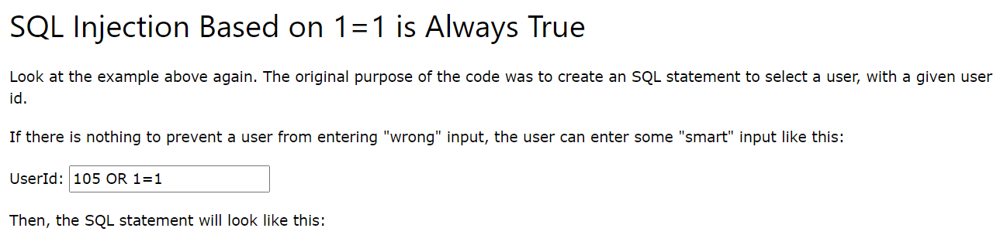 SQL Injection Based on 1=1 is Always True
Look at the example above again. The original purpose of the code was to create an SQL statement to select a user, with a given user
id.
If there is nothing to prevent a user from entering "wrong" input, the user can enter some "smart" input like this:
UserId: 105 OR 1=1
Then, the SQL statement will look like this: